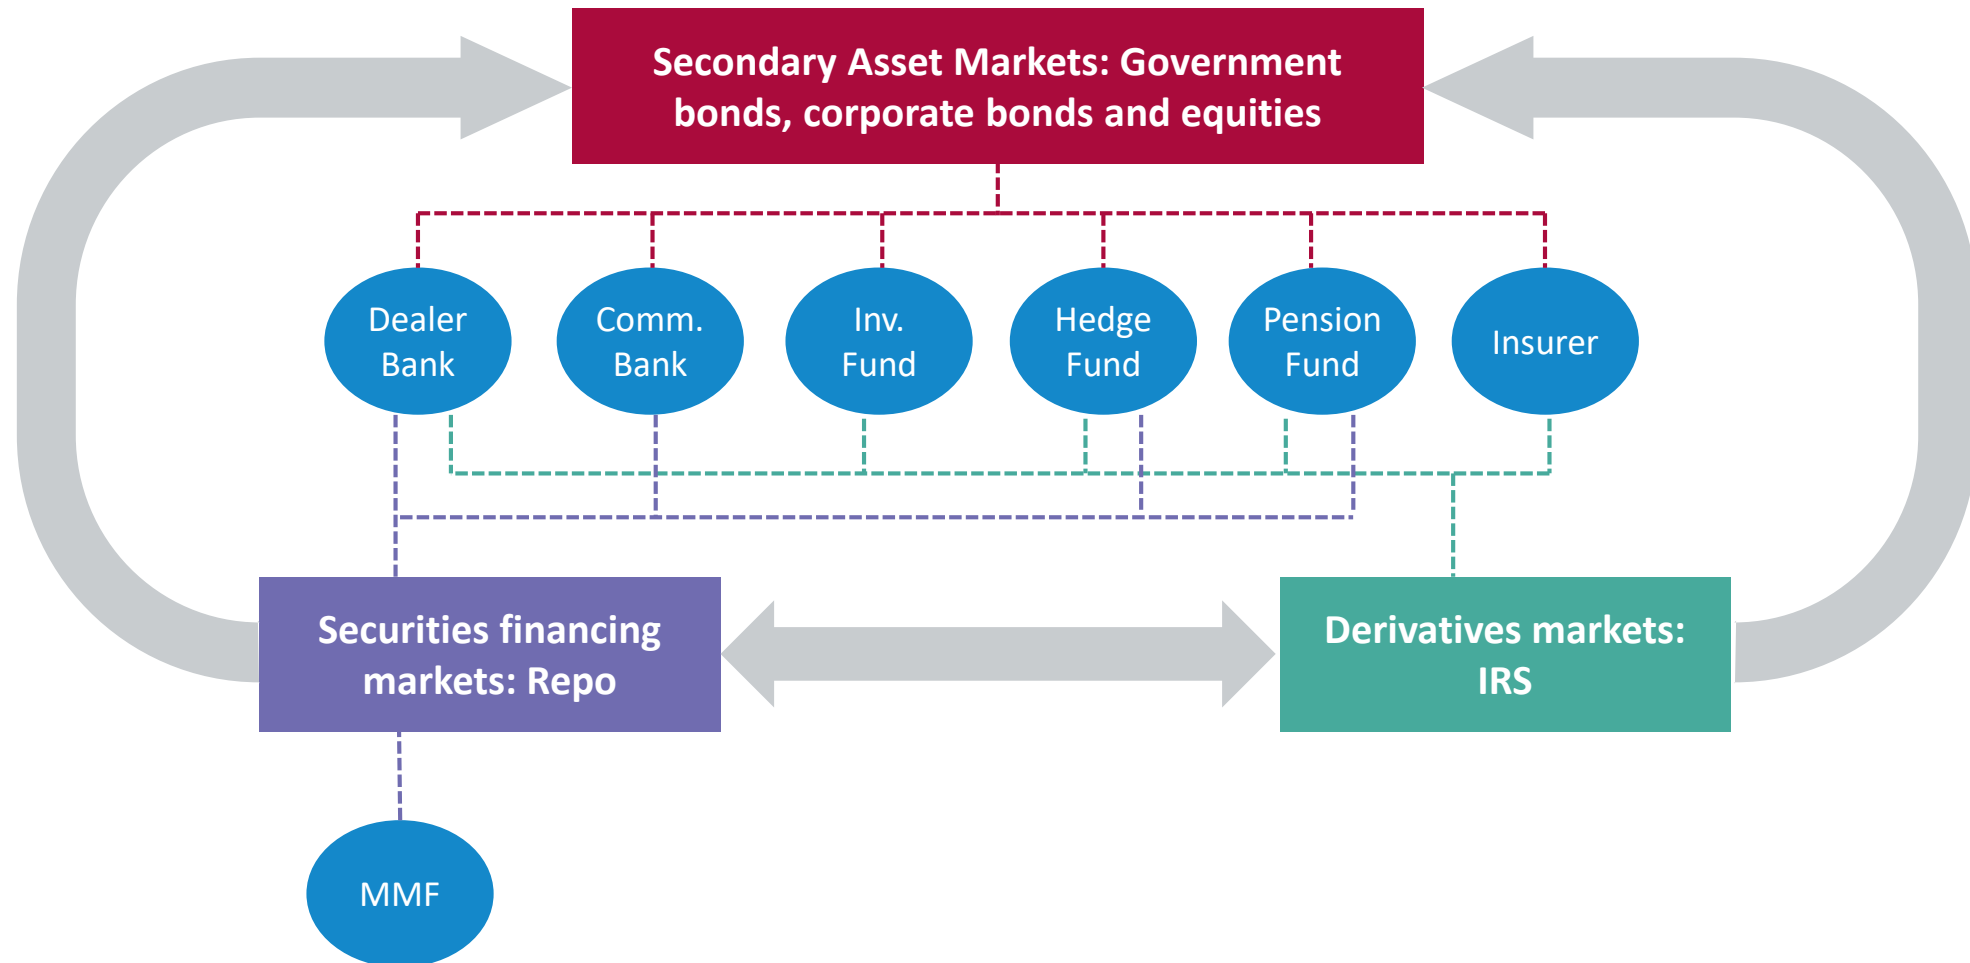 Secondary Asset Markets: Government
bonds, corporate bonds and equities
Dealer
Bank
Comm.
Bank
Inv.
Fund
Hedge
Fund
Pension
Fund
Insurer
Securities financing
markets: Repo
Derivatives markets:
IRS
MMF